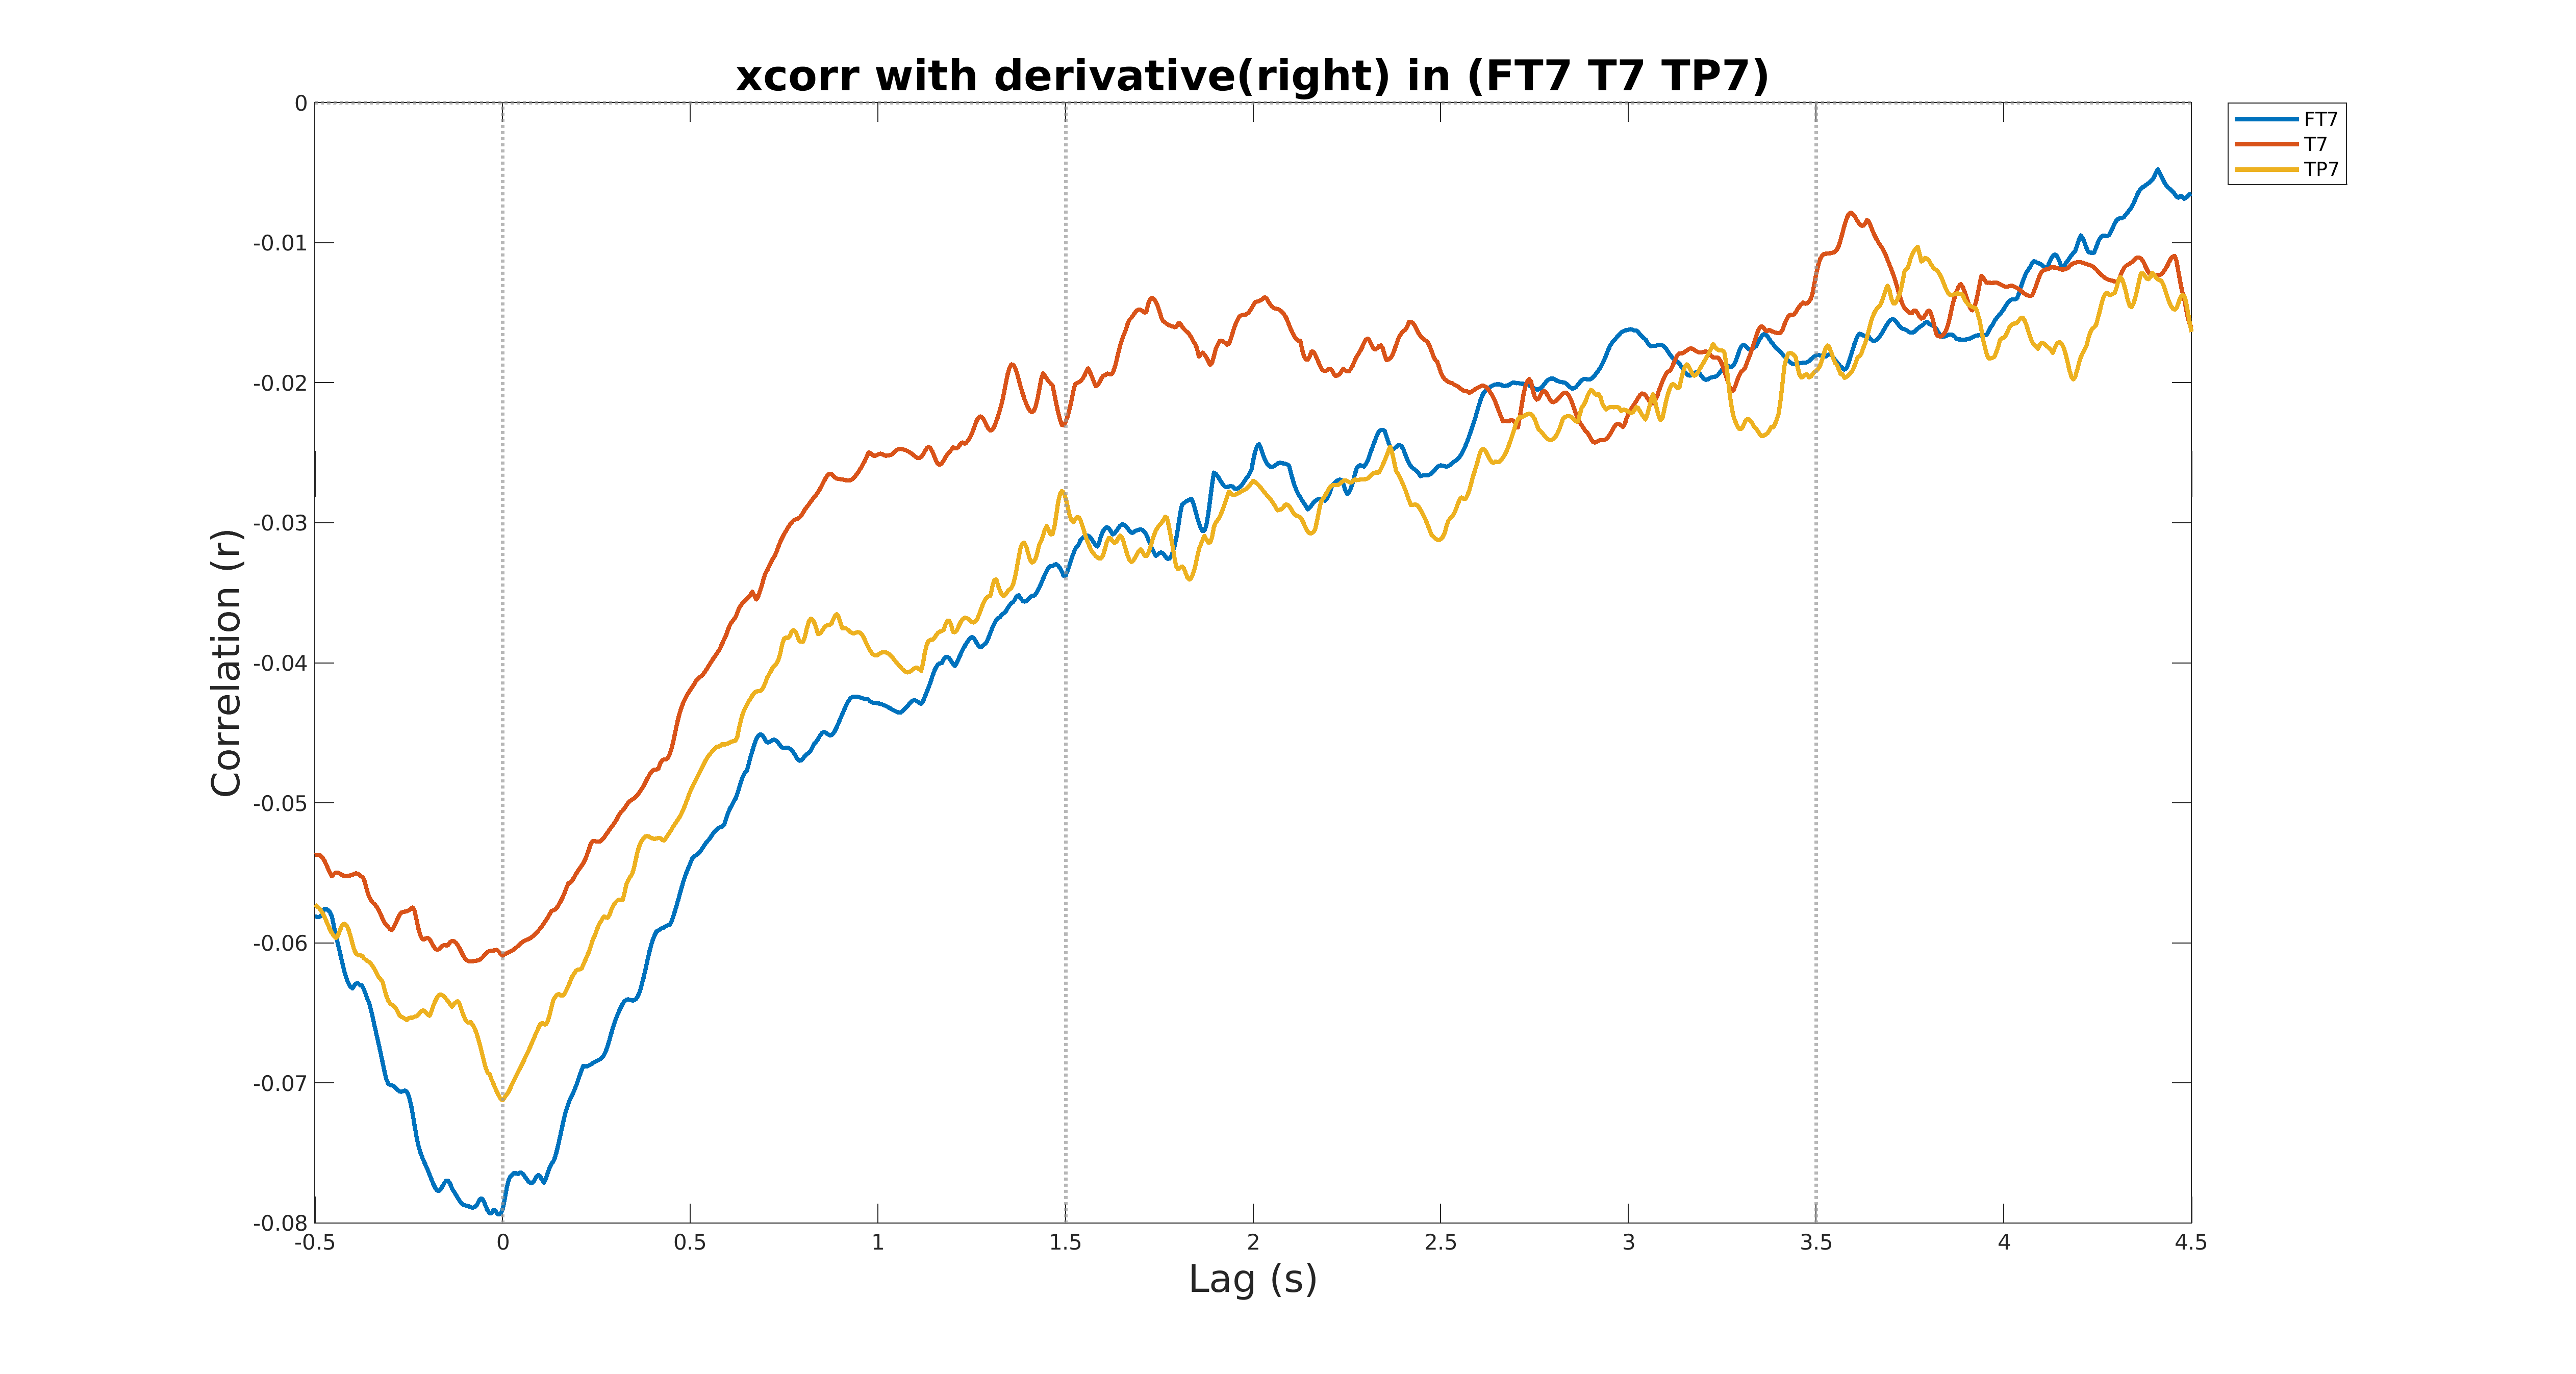 xcorr with derivative(right) in (FT7 T7 TP7)
FT7
T7
TP7
0
-0.01
-0.02
-0.03
-0.04
-0.05
-0.06
-0.07
-0.08
Correlation (r)
-0.5 0 0.5 1 1.5 2 2.5 3 3.5 4 4.5
Lag (s)